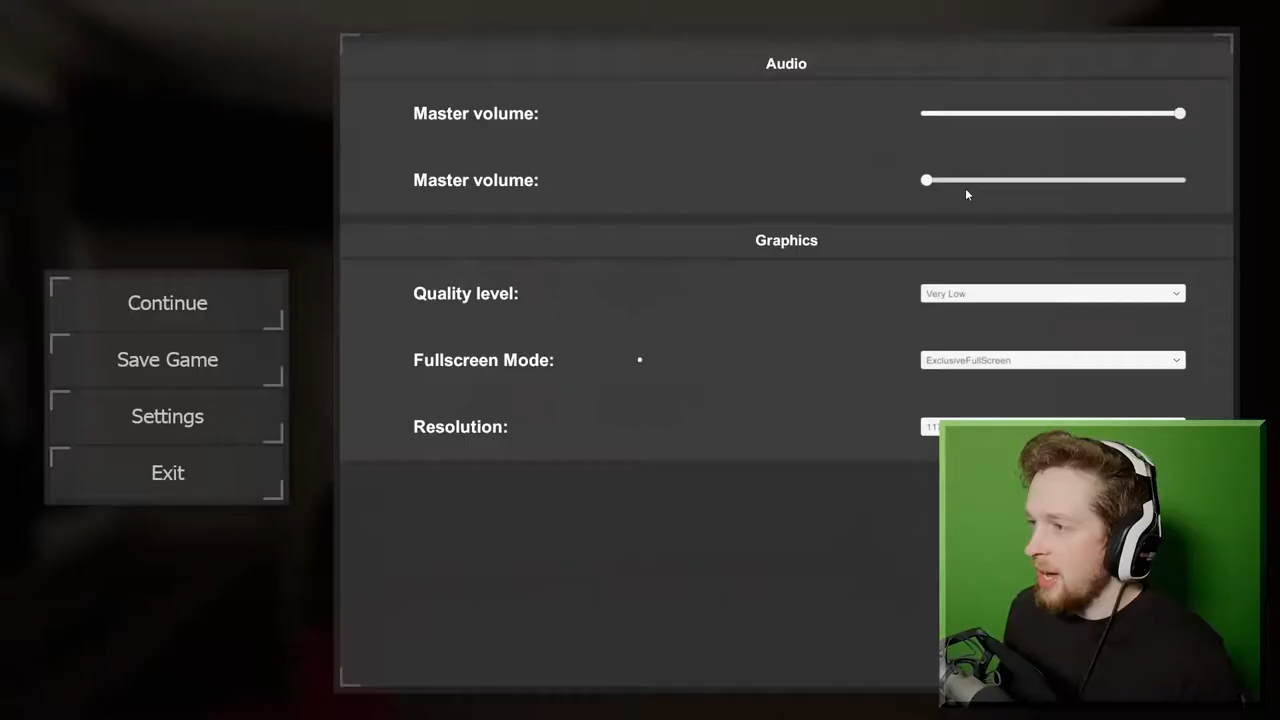 Audio
Master volume:
Master volume:
Graphics
Quality level: Very Low
Fullscreen Mode: ExclusiveFullScreen
Resolution:
Continue
Save Game
Settings
Exit